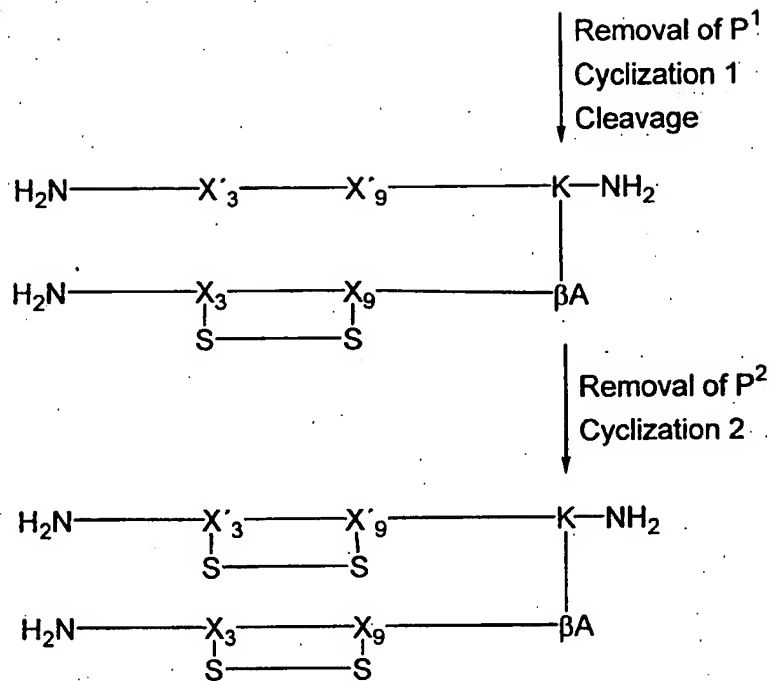 Removal of P¹
Cyclization 1
Cleavage
H₂N X´₃ X´₉ K NH₂
H₂N X₃ X₉ βA
S S
Removal of P²
Cyclization 2
H₂N X´₃ X´₉ K NH₂
S S
H₂N X₃ X₉ βA
S S